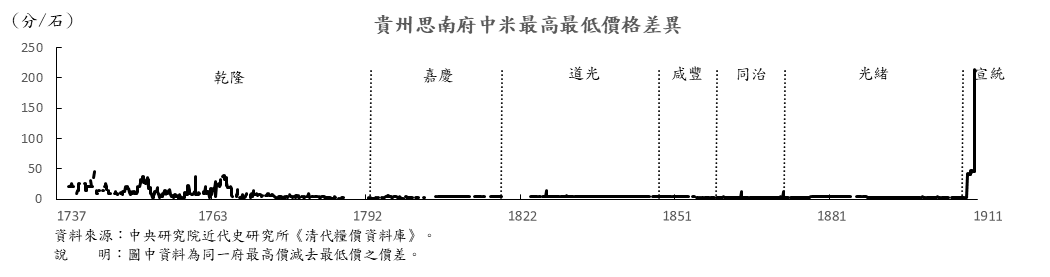 (分/石)
貴州思南府中米最高最低價格差異
250
200
150
100
50
0
乾隆 嘉慶 道光 咸豐 同治 光緒 宣統
1737 1763 1792 1822 1851 1881 1911
資料來源：中央研究院近代史研究所《清代糧價資料庫》。
說　　明：圖中資料為同一府最高價減去最低價之價差。